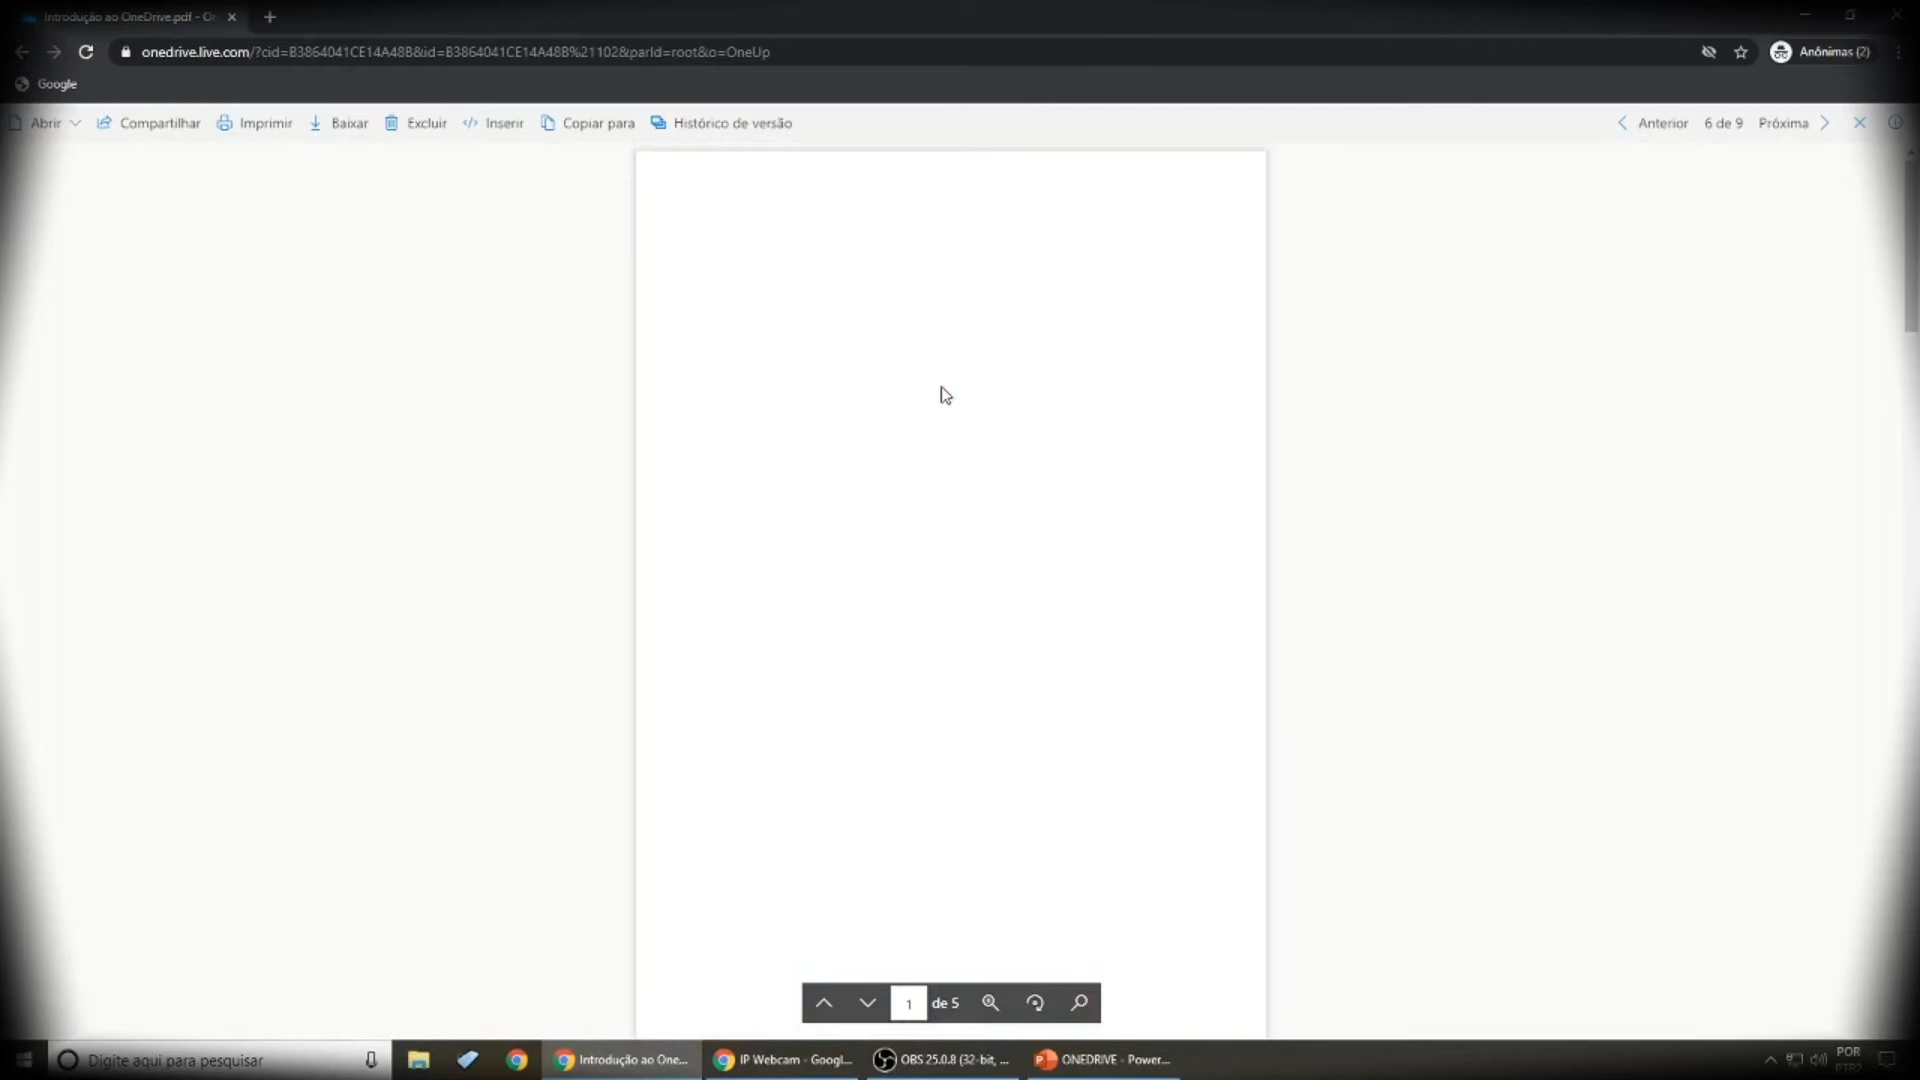 Introdução ao OneDrive.pdf - O
onedrive.live.com/?cid=B3864041CE14A48B&id=B3864041CE14A48B%21102&parId=root&o=OneUp
Anônimas (2)
Google
Abrir Compartilhar Imprimir Baixar Excluir </> Inserir Copiar para Histórico de versão Anterior 6 de 9 Próxima
1 de 5
Digite aqui para pesquisar Introdução ao One... IP Webcam - Googl... OBS 25.0.8 (32-bit, ... ONEDRIVE - Power... POR
PTB2